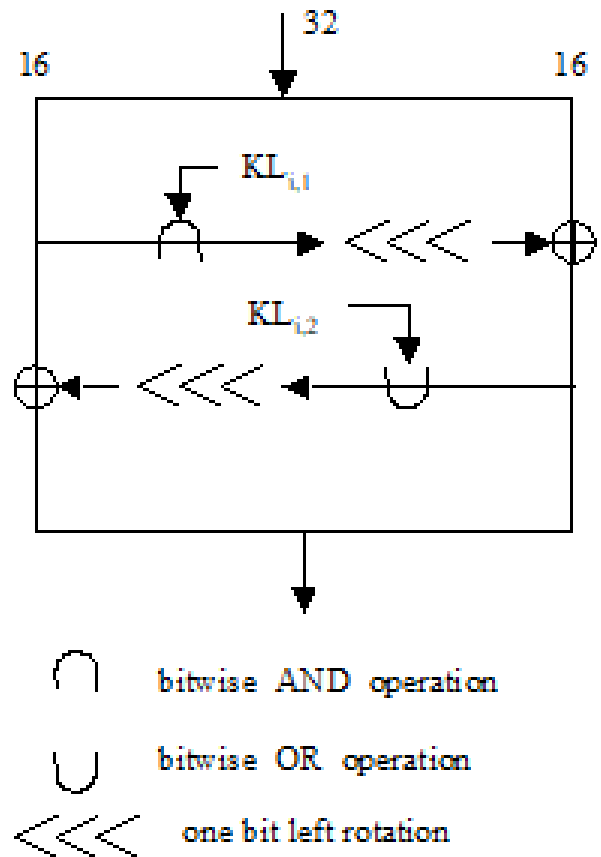 32
16 16
KLi,1
KLi,2
bitwise AND operation
bitwise OR operation
one bit left rotation